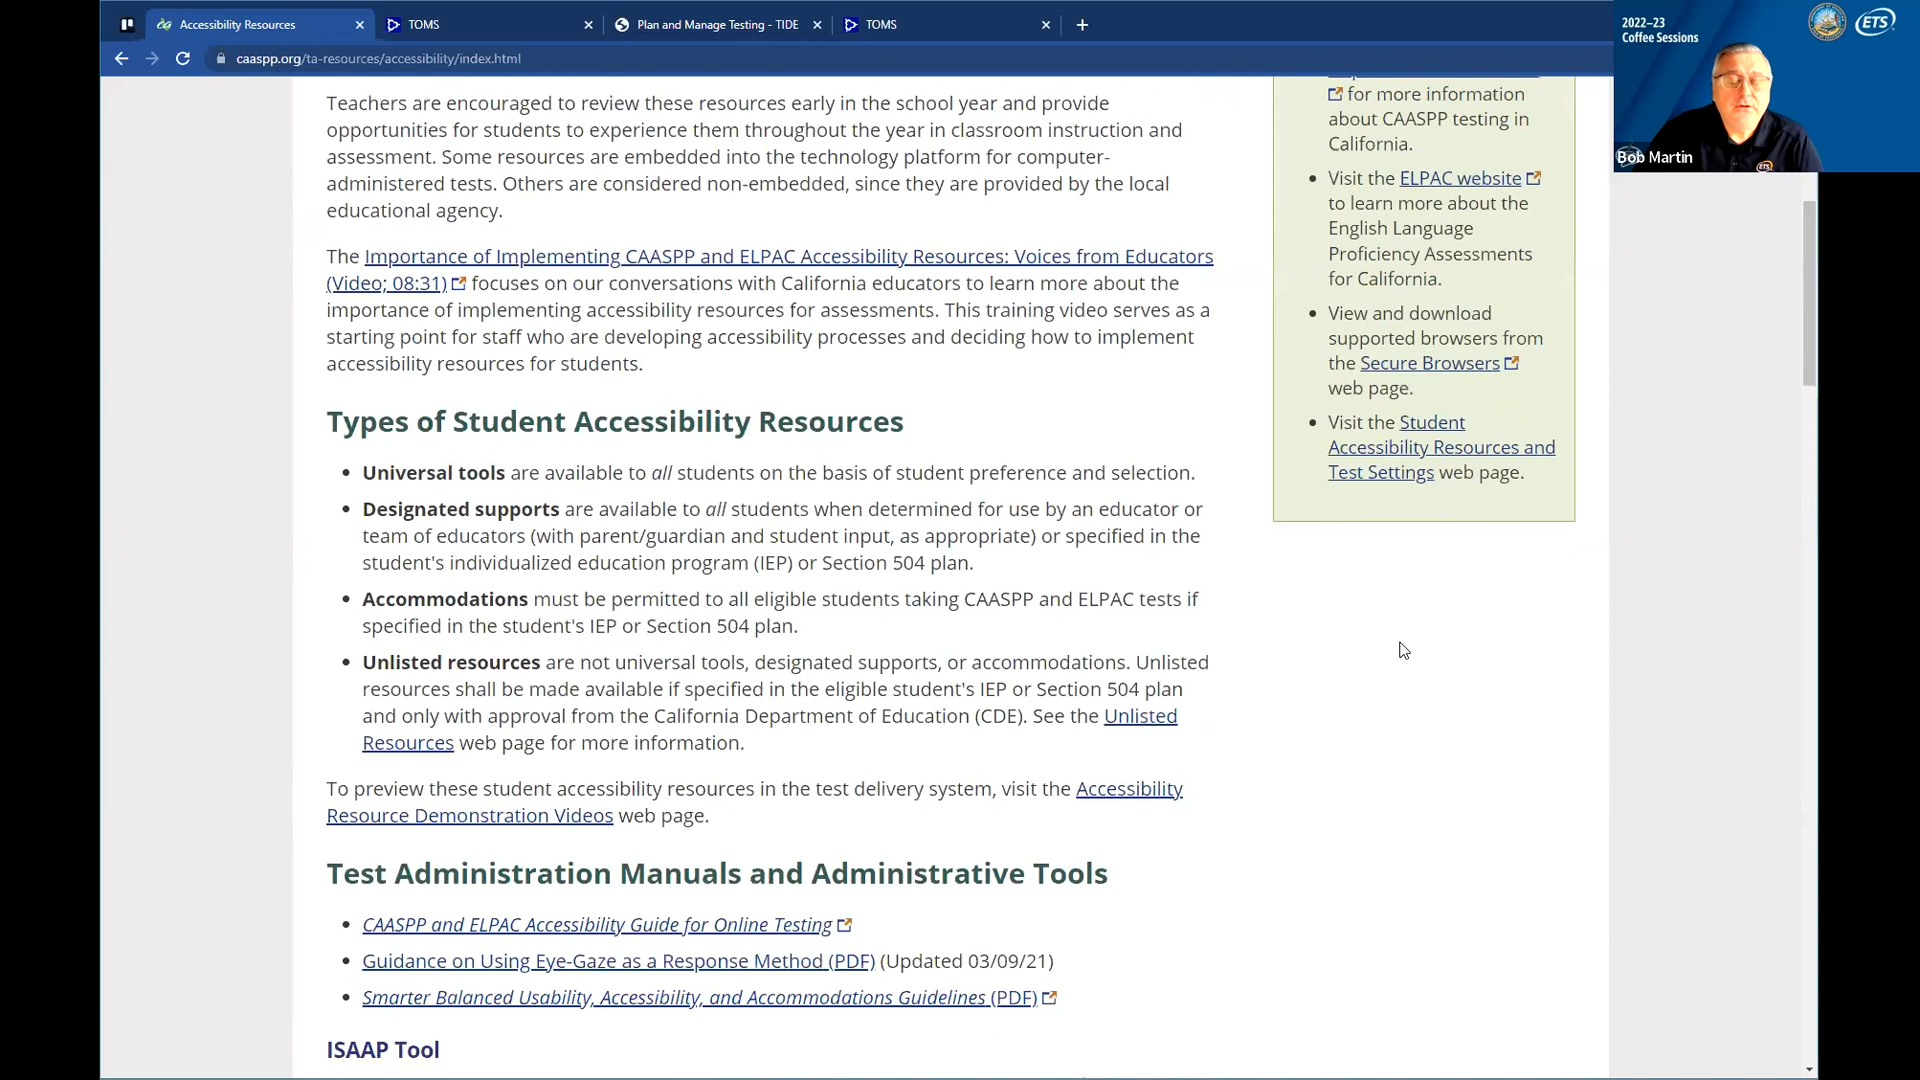 Accessibility Resources
TOMS
Plan and Manage Testing - TIDE
TOMS
caaspp.org/ta-resources/accessibility/index.html
2022–23
Coffee Sessions
ETS
Bob Martin
Teachers are encouraged to review these resources early in the school year and provide
opportunities for students to experience them throughout the year in classroom instruction and
assessment. Some resources are embedded into the technology platform for computer-
administered tests. Others are considered non-embedded, since they are provided by the local
educational agency.
The Importance of Implementing CAASPP and ELPAC Accessibility Resources: Voices from Educators
(Video; 08:31) focuses on our conversations with California educators to learn more about the
importance of implementing accessibility resources for assessments. This training video serves as a
starting point for staff who are developing accessibility processes and deciding how to implement
accessibility resources for students.
Types of Student Accessibility Resources
• Universal tools are available to all students on the basis of student preference and selection.
• Designated supports are available to all students when determined for use by an educator or
team of educators (with parent/guardian and student input, as appropriate) or specified in the
student's individualized education program (IEP) or Section 504 plan.
• Accommodations must be permitted to all eligible students taking CAASPP and ELPAC tests if
specified in the student's IEP or Section 504 plan.
• Unlisted resources are not universal tools, designated supports, or accommodations. Unlisted
resources shall be made available if specified in the eligible student's IEP or Section 504 plan
and only with approval from the California Department of Education (CDE). See the Unlisted
Resources web page for more information.
To preview these student accessibility resources in the test delivery system, visit the Accessibility
Resource Demonstration Videos web page.
Test Administration Manuals and Administrative Tools
• CAASPP and ELPAC Accessibility Guide for Online Testing
• Guidance on Using Eye-Gaze as a Response Method (PDF) (Updated 03/09/21)
• Smarter Balanced Usability, Accessibility, and Accommodations Guidelines (PDF)
ISAAP Tool
for more information
about CAASPP testing in
California.
• Visit the ELPAC website
to learn more about the
English Language
Proficiency Assessments
for California.
• View and download
supported browsers from
the Secure Browsers
web page.
• Visit the Student
Accessibility Resources and
Test Settings web page.